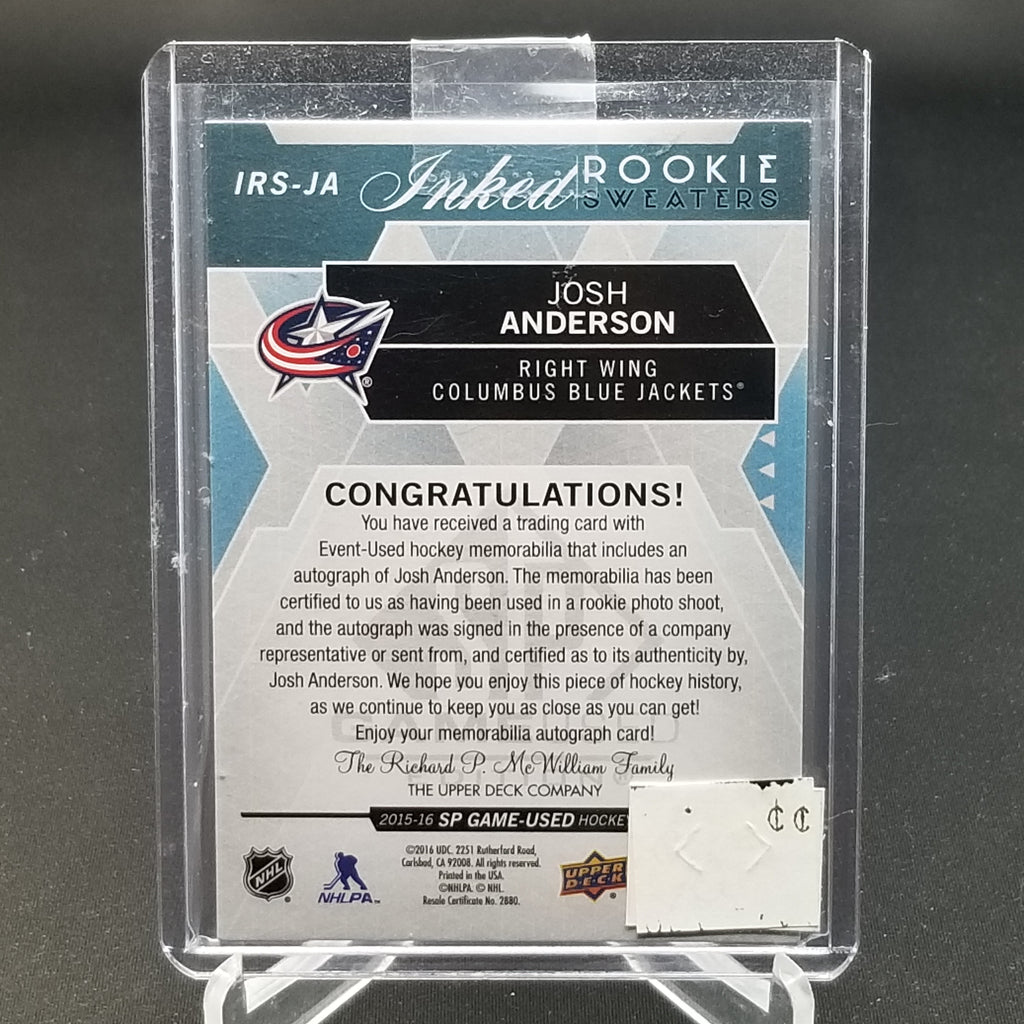 IRS-JA Inked ROOKIE
SWEATERS
JOSH
ANDERSON
RIGHT WING
COLUMBUS BLUE JACKETS®
CONGRATULATIONS!
You have received a trading card with
Event-Used hockey memorabilia that includes an
autograph of Josh Anderson. The memorabilia has been
certified to us as having been used in a rookie photo shoot,
and the autograph was signed in the presence of a company
representative or sent from, and certified as to its authenticity by,
Josh Anderson. We hope you enjoy this piece of hockey history,
as we continue to keep you as close as you can get!
Enjoy your memorabilia autograph card!
The Richard P. McWilliam Family
THE UPPER DECK COMPANY
2015-16 SP GAME-USED HOCKEY
©2016 UDC. 2251 Rutherford Road,
Carlsbad, CA 92008. All rights reserved.
Printed in the USA.
©NHLPA. © NHL.
Resale Certificate No. 2880.
NHL
NHLPA™
UPPER
DECK
®
SP
GAME USED
EDITION®
₵ ₵